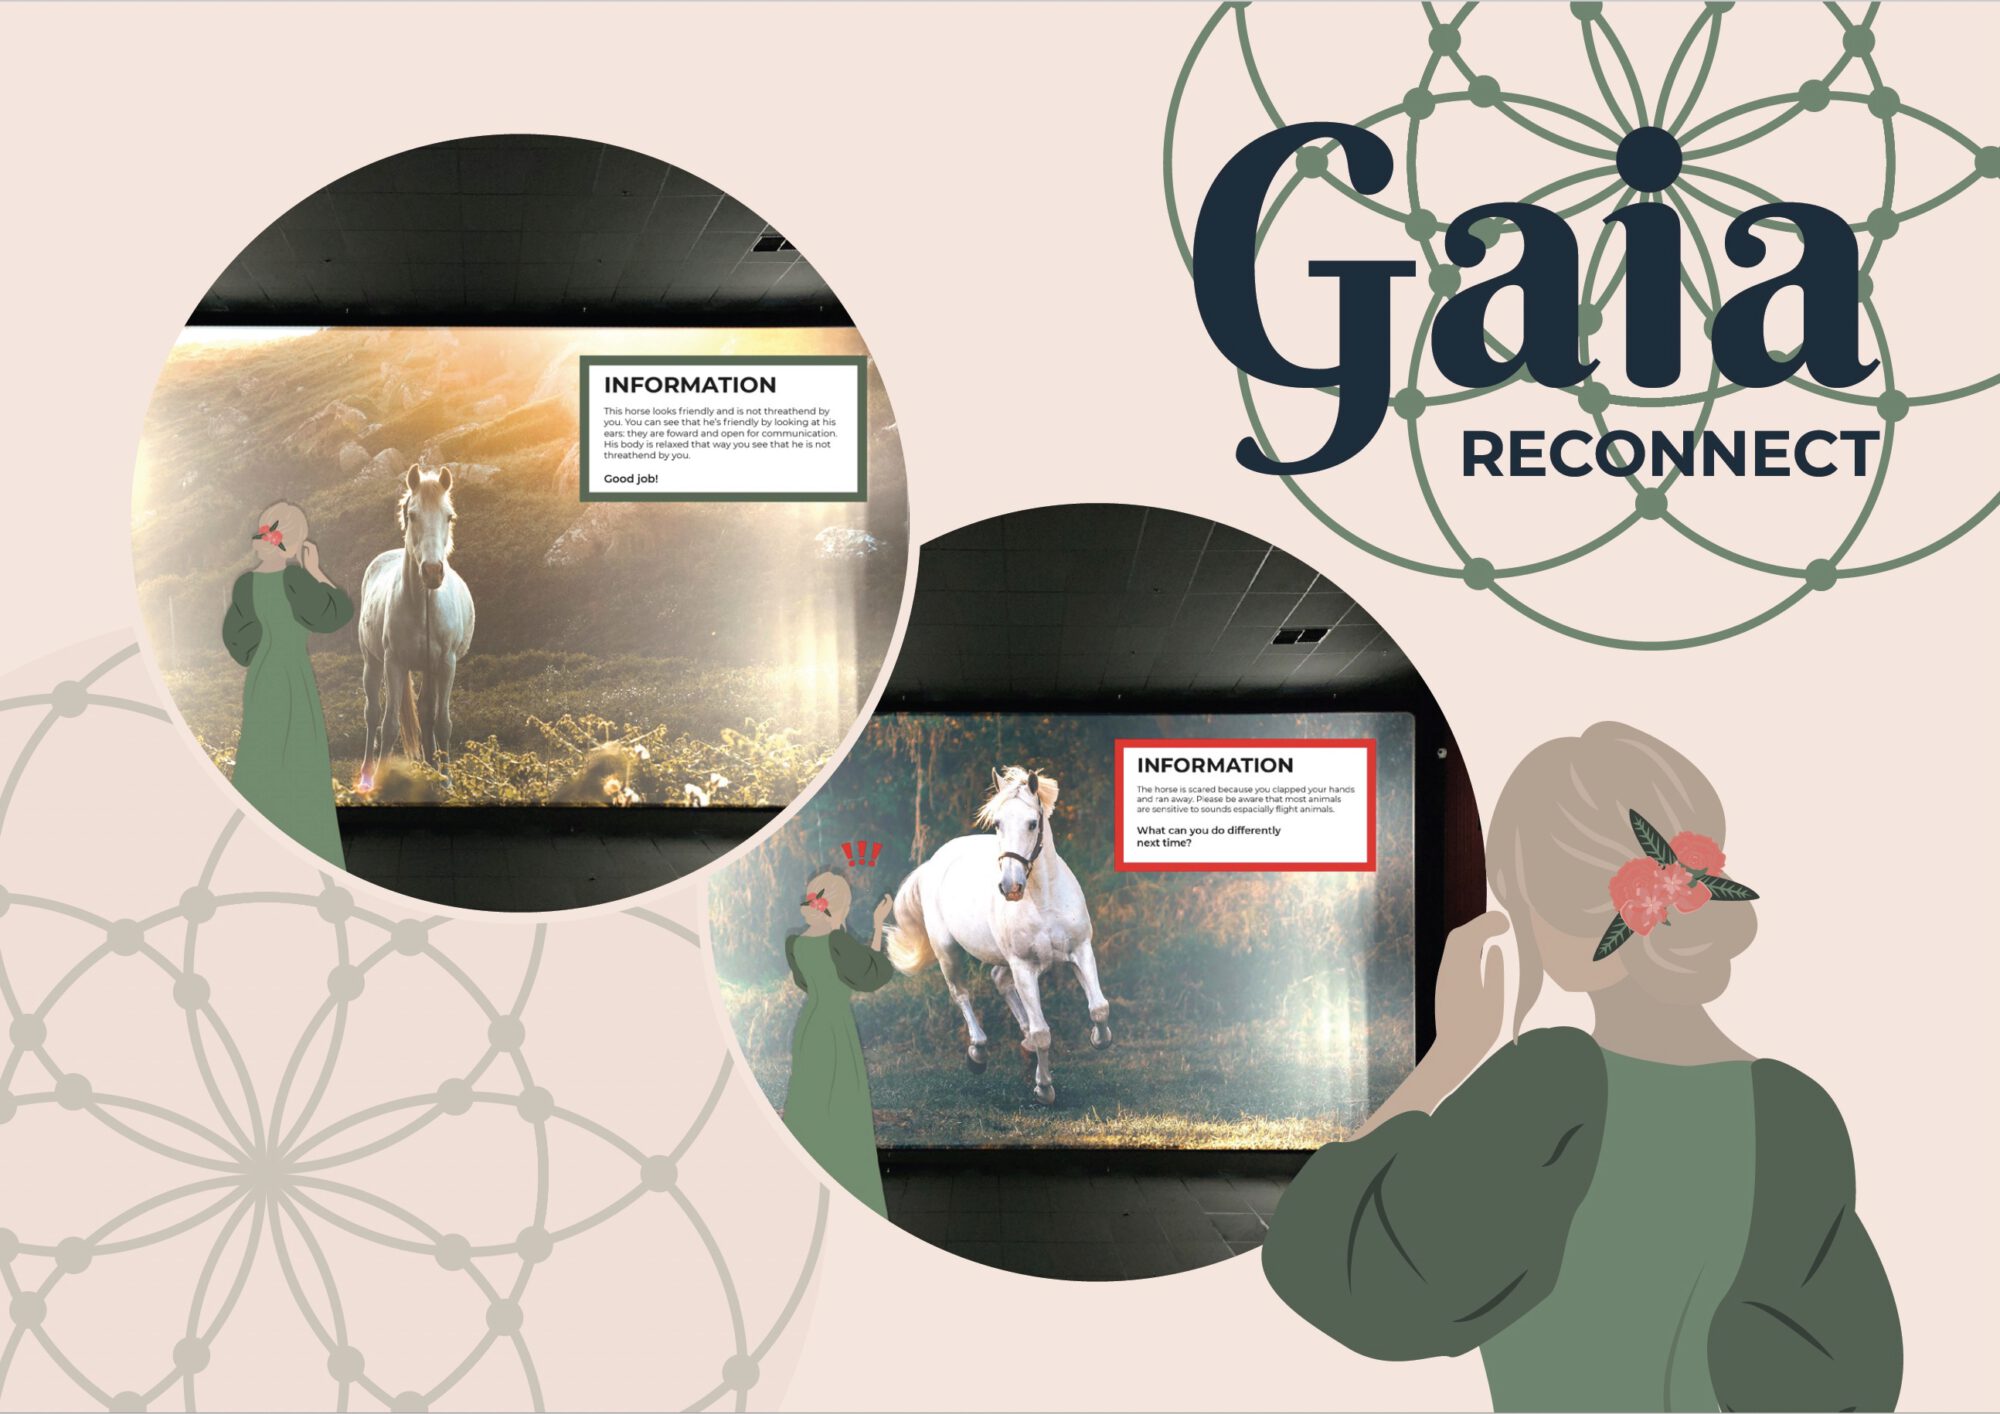 Gaia
RECONNECT
INFORMATION
This horse looks friendly and is not threathend by
you. You can see that he's friendly by looking at his
ears: they are foward and open for communication.
His body is relaxed that way you see that he is not
threathend by you.
Good job!
INFORMATION
The horse is scared because you clapped your hands
and ran away. Please be aware that most animals
are sensitive to sounds espacially flight animals.
What can you do differently
next time?
!!!